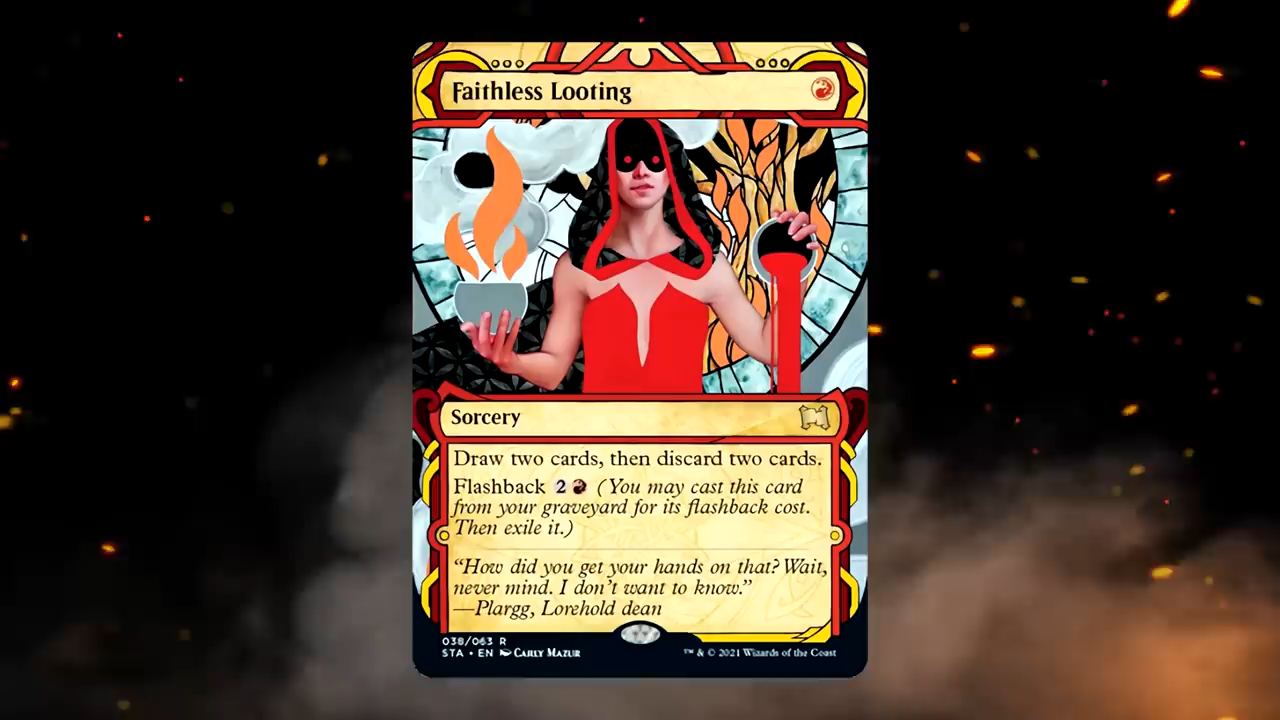 Faithless Looting
Sorcery
Draw two cards, then discard two cards.
Flashback 2 (You may cast this card
from your graveyard for its flashback cost.
Then exile it.)
“How did you get your hands on that? Wait,
never mind. I don’t want to know.”
—Plargg, Lorehold dean
038/063 R
STA • EN Cailly Mazur
™ & © 2021 Wizards of the Coast